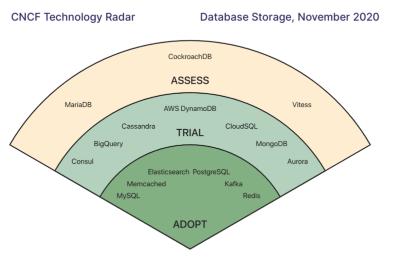 CNCF Technology Radar
Database Storage, November 2020
CockroachDB
ASSESS
MariaDB
Vitess
AWS DynamoDB
Cassandra
CloudSQL
TRIAL
BigQuery
MongoDB
Consul
Aurora
Elasticsearch PostgreSQL
Memcached
Kafka
MySQL
Redis
ADOPT